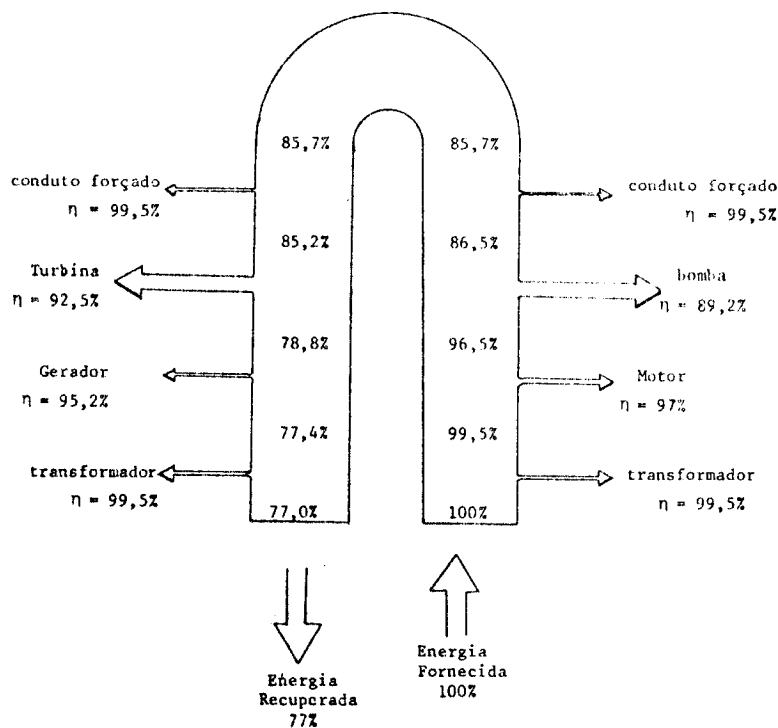 85,7%
85,7%
conduto forçado
η = 99,5%
conduto forçado
η = 99,5%
85,2%
86,5%
Turbina
η = 92,5%
bomba
η = 89,2%
78,8%
96,5%
Gerador
η = 95,2%
Motor
η = 97%
77,4%
99,5%
transformador
η = 99,5%
transformador
η = 99,5%
77,0%
100%
Energia
Recuperada
77%
Energia
Fornecida
100%